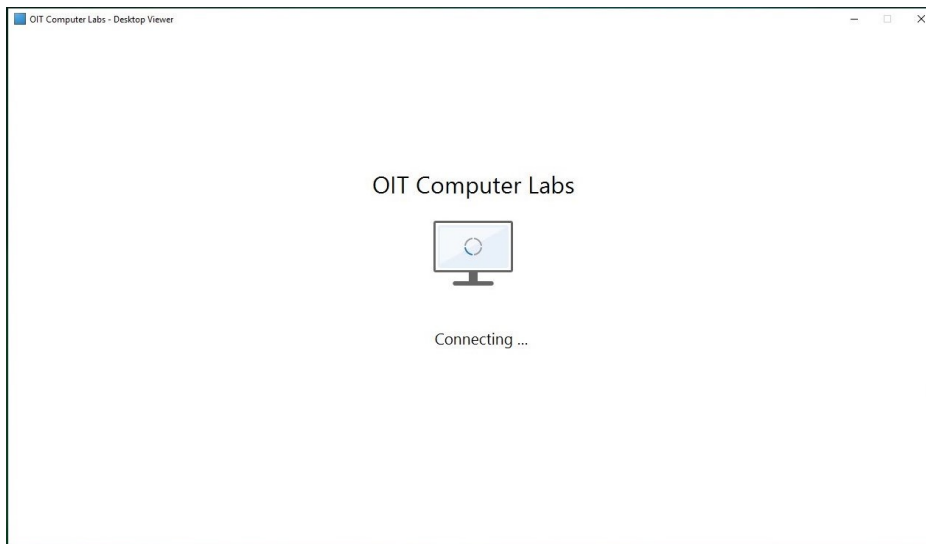 OIT Computer Labs - Desktop Viewer
OIT Computer Labs
Connecting ...